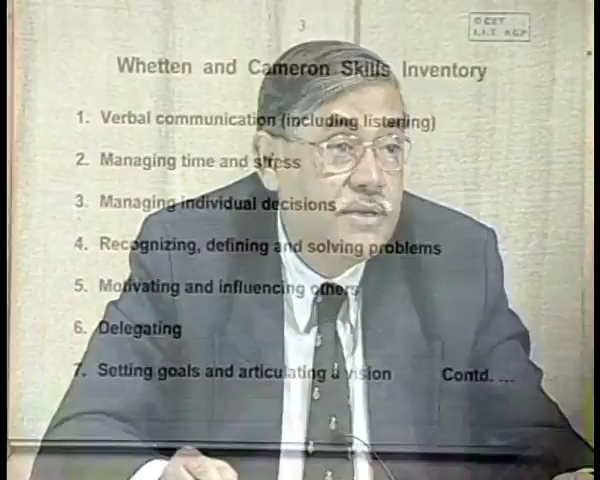 3
© CET
I.I.T. KGP
Whetten and Cameron Skills Inventory
1. Verbal communication (including listening)
2. Managing time and stress
3. Managing individual decisions
4. Recognizing, defining and solving problems
5. Motivating and influencing others
6. Delegating
7. Setting goals and articulating a vision Contd. ...